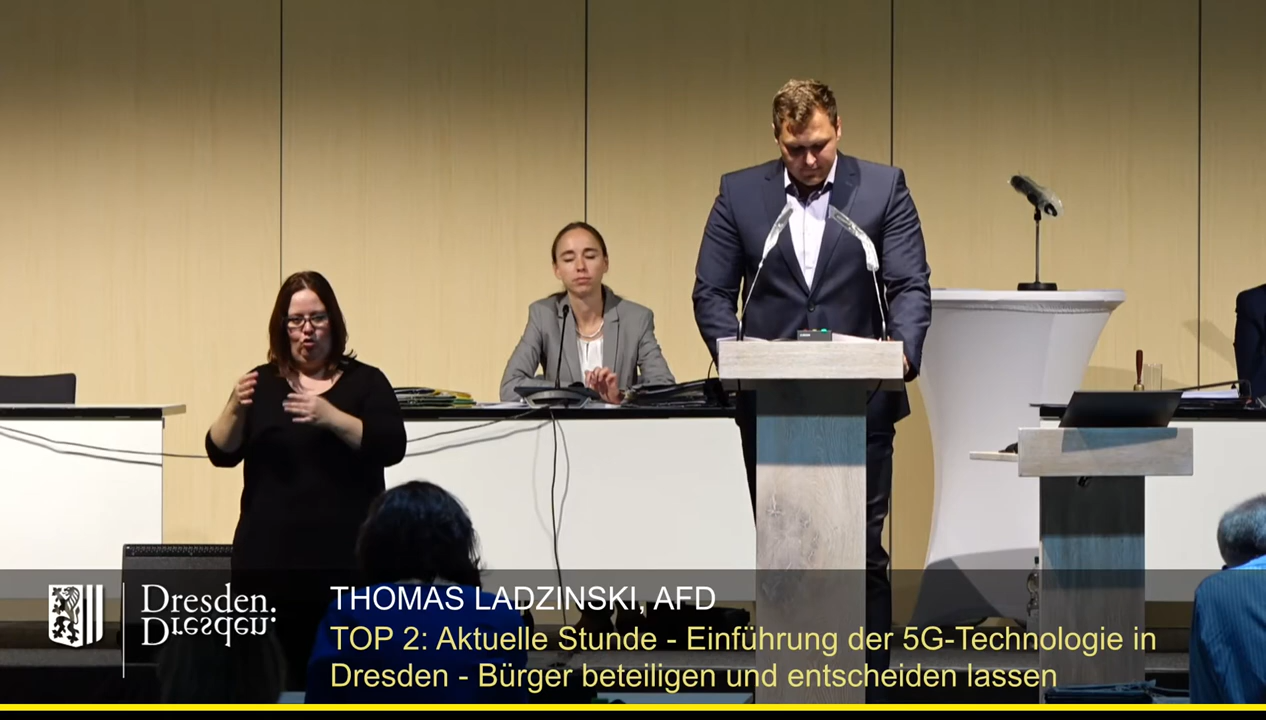 Dresden.
Dresden.
THOMAS LADZINSKI, AFD
TOP 2: Aktuelle Stunde - Einführung der 5G-Technologie in
Dresden - Bürger beteiligen und entscheiden lassen